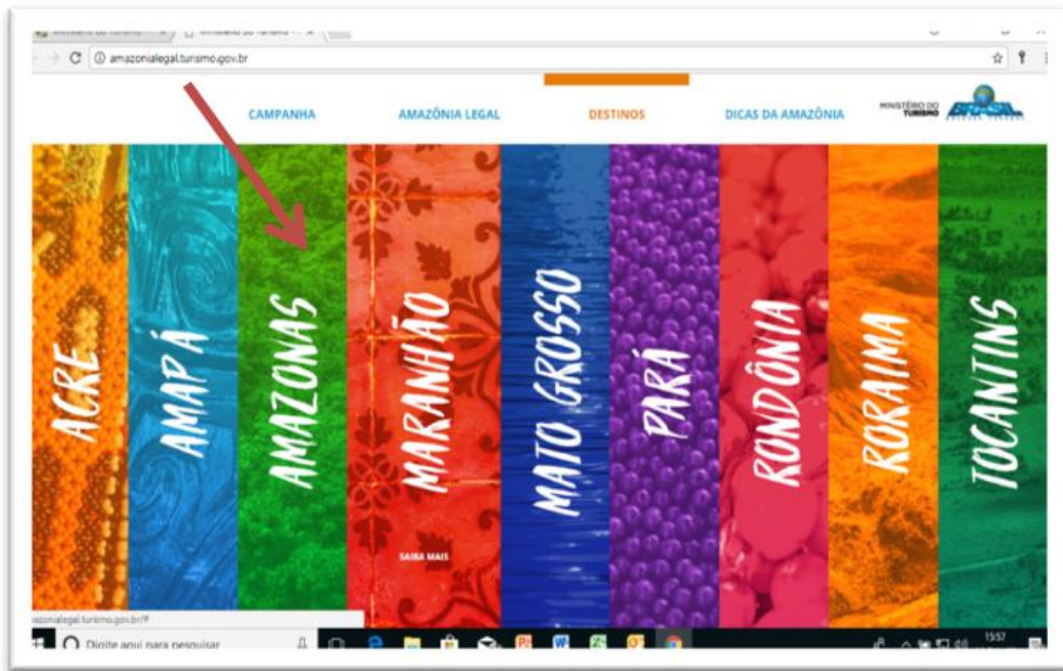 amazonialegal.turismo.gov.br
CAMPANHA
AMAZÔNIA LEGAL
DESTINOS
DICAS DA AMAZÔNIA
MINISTÉRIO DO
TURISMO
BRASIL
ACRE
AMAPÁ
AMAZONAS
MARANHÃO
SAIBA MAIS
MATO GROSSO
PARÁ
RONDÔNIA
RORAIMA
TOCANTINS
Digite aqui para pesquisar
15:57